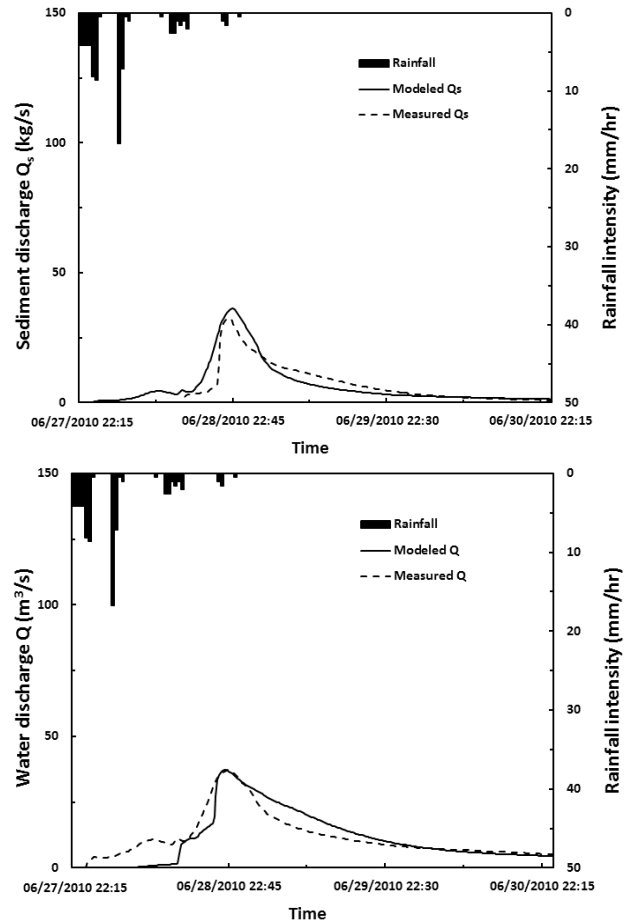 150
100
50
0
Sediment discharge Qs (kg/s)
0
10
20
30
40
50
Rainfall intensity (mm/hr)
Rainfall
Modeled Qs
Measured Qs
06/27/2010 22:15
06/28/2010 22:45
06/29/2010 22:30
06/30/2010 22:15
Time
150
100
50
0
Water discharge Q (m³/s)
0
10
20
30
40
50
Rainfall intensity (mm/hr)
Rainfall
Modeled Q
Measured Q
06/27/2010 22:15
06/28/2010 22:45
06/29/2010 22:30
06/30/2010 22:15
Time